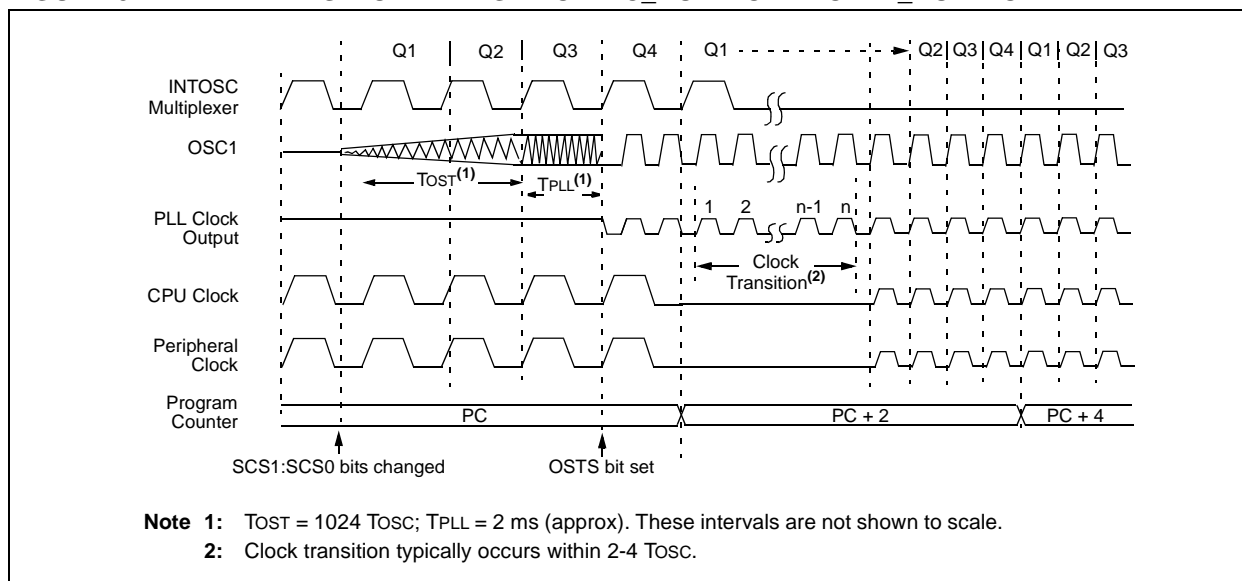 Q1 Q2 Q3 Q4 Q1 Q2 Q3 Q4 Q1 Q2 Q3
INTOSC
Multiplexer
OSC1
TOST(1) TPLL(1)
PLL Clock
Output
1 2 n-1 n
Clock
Transition(2)
CPU Clock
Peripheral
Clock
Program
Counter
PC PC + 2 PC + 4
SCS1:SCS0 bits changed OSTS bit set
Note 1: TOST = 1024 TOSC; TPLL = 2 ms (approx). These intervals are not shown to scale.
2: Clock transition typically occurs within 2-4 TOSC.